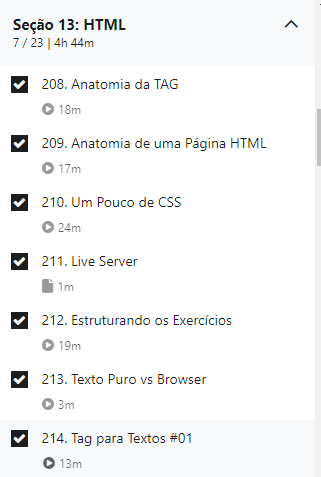 Seção 13: HTML
7 / 23 | 4h 44m
208. Anatomia da TAG
18m
209. Anatomia de uma Página HTML
17m
210. Um Pouco de CSS
24m
211. Live Server
1m
212. Estruturando os Exercícios
19m
213. Texto Puro vs Browser
3m
214. Tag para Textos #01
13m